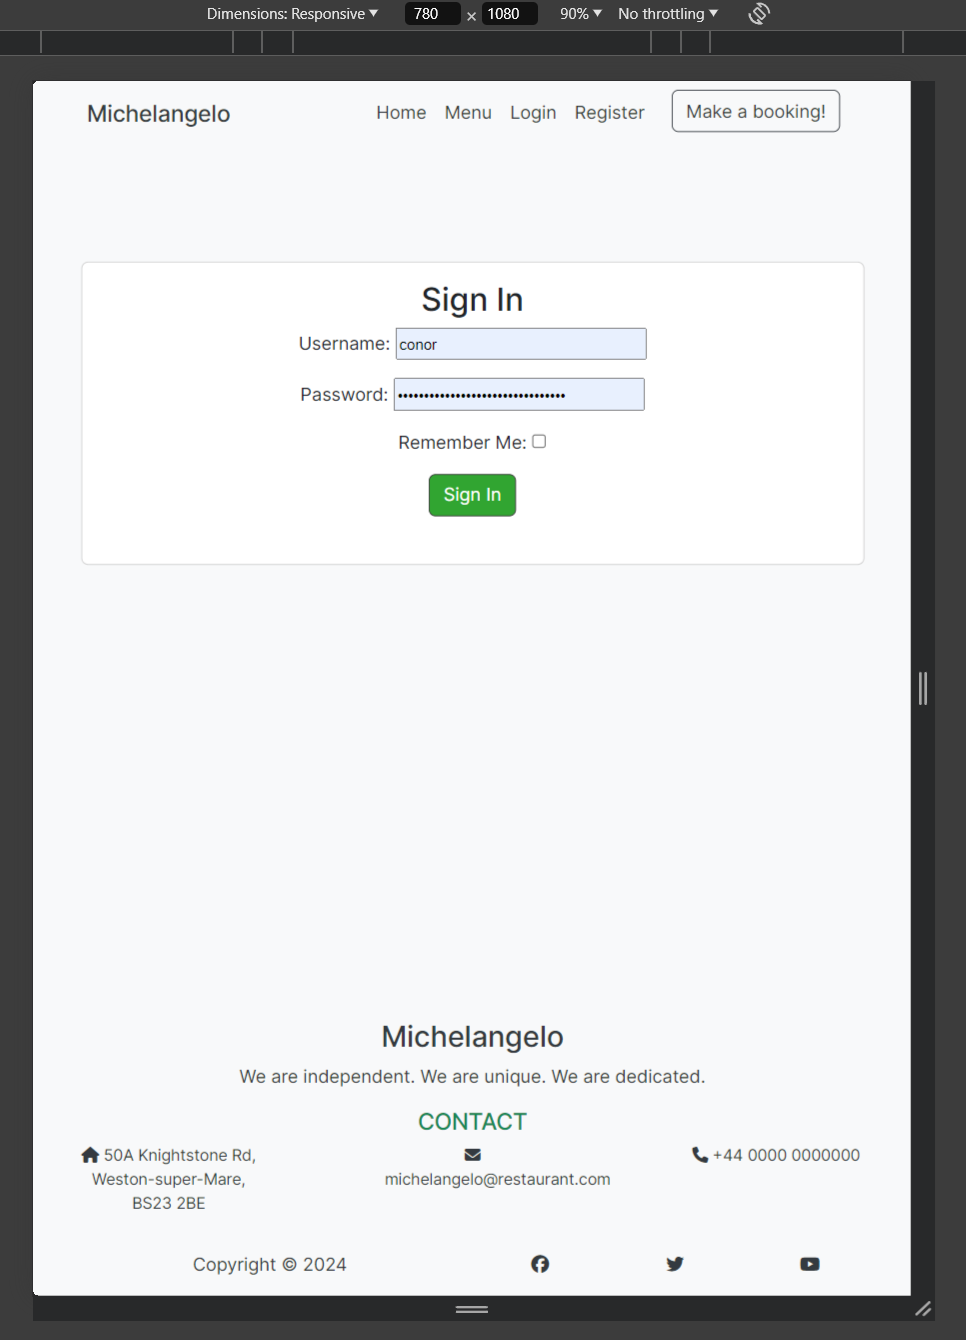 Dimensions: Responsive 780 × 1080 90% No throttling
Michelangelo Home Menu Login Register Make a booking!
Sign In
Username: conor
Password: ••••••••••••••••••••••••••••••••
Remember Me:
Sign In
Michelangelo
We are independent. We are unique. We are dedicated.
CONTACT
50A Knightstone Rd,
Weston-super-Mare,
BS23 2BE
michelangelo@restaurant.com
+44 0000 0000000
Copyright © 2024